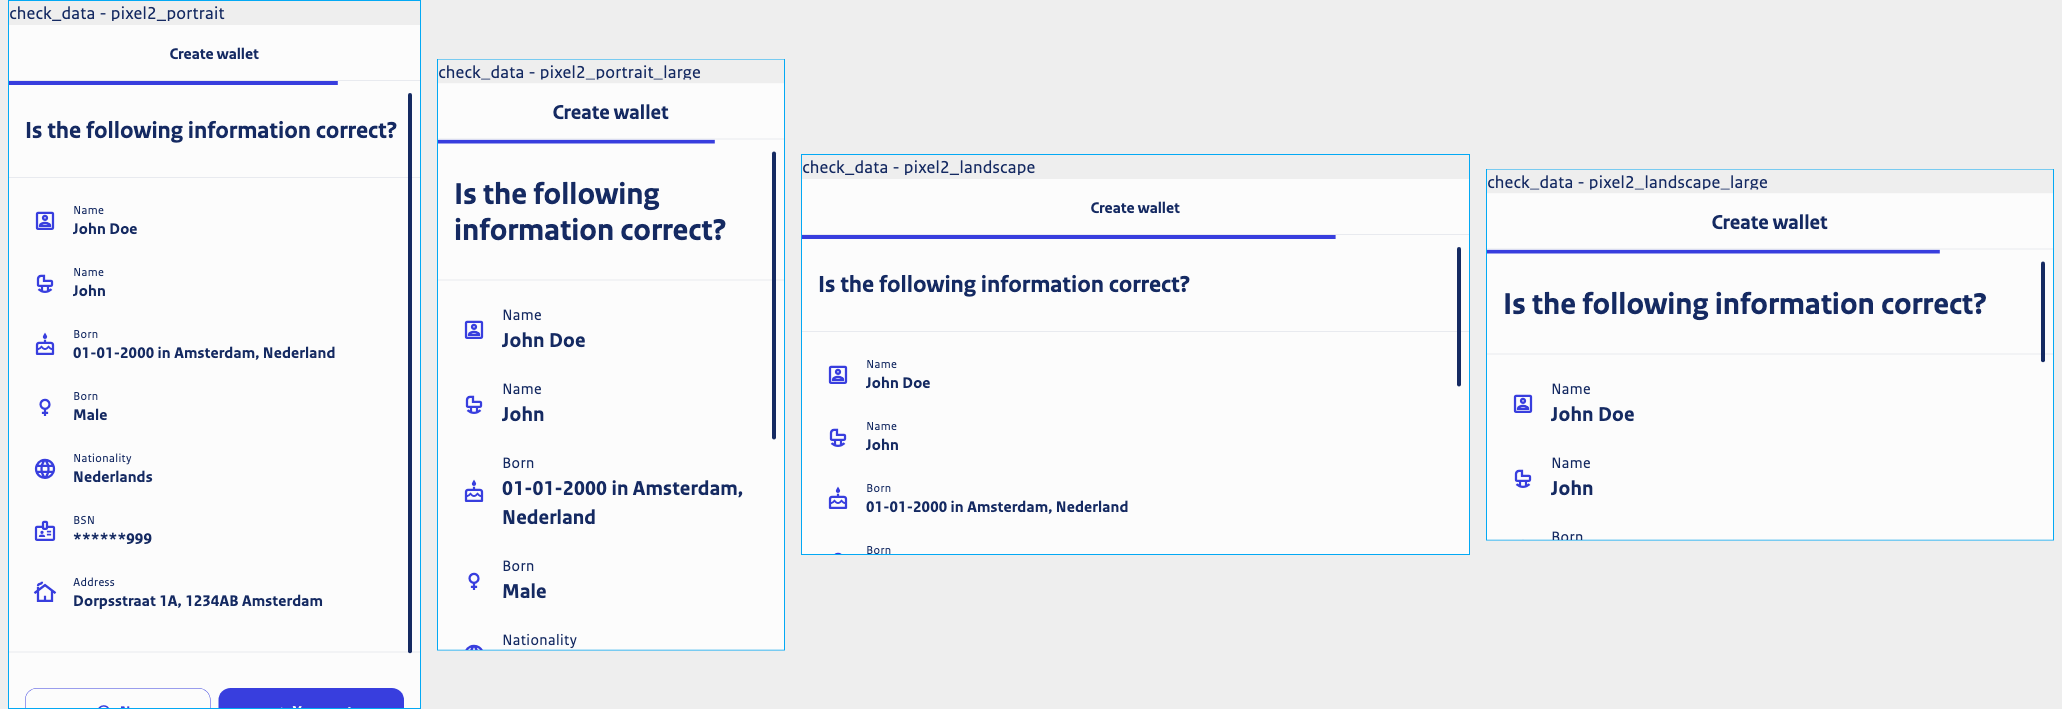 check_data - pixel2_portrait
Create wallet
Is the following information correct?
Name
John Doe
Name
John
Born
01-01-2000 in Amsterdam, Nederland
Born
Male
Nationality
Nederlands
BSN
******999
Address
Dorpsstraat 1A, 1234AB Amsterdam
check_data - pixel2_portrait_large
Create wallet
Is the following
information correct?
Name
John Doe
Name
John
Born
01-01-2000 in Amsterdam,
Nederland
Born
Male
Nationality
check_data - pixel2_landscape
Create wallet
Is the following information correct?
Name
John Doe
Name
John
Born
01-01-2000 in Amsterdam, Nederland
Born
check_data - pixel2_landscape_large
Create wallet
Is the following information correct?
Name
John Doe
Name
John
Born